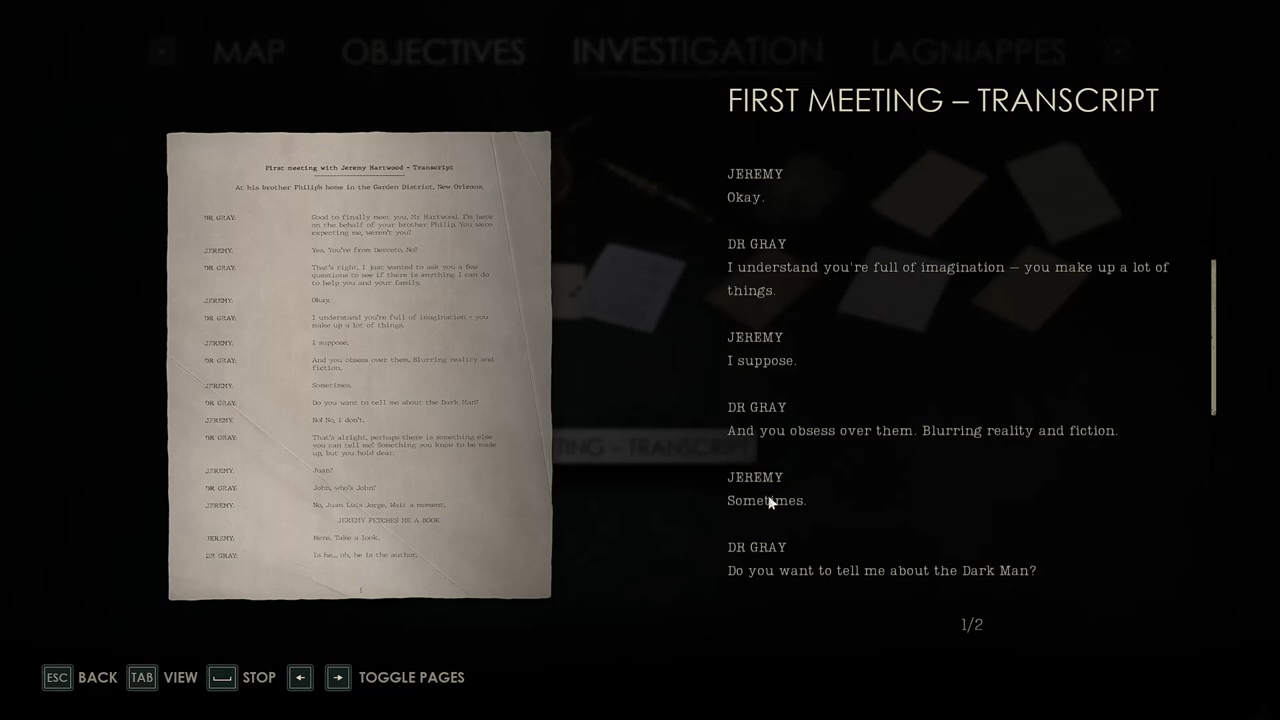 MAP
OBJECTIVES
INVESTIGATION
LAGNIAPPES
FIRST MEETING – TRANSCRIPT
First meeting with Jeremy Hartwood - Transcript
At his brother Philip's home in the Garden District, New Orleans.
DR GRAY: Good to finally meet you, Mr Hartwood. I'm here
on the behalf of your brother Philip. You were
expecting me, weren't you?
JEREMY: Yes. You're from Derceto. No?
DR GRAY: That's right. I just wanted to ask you a few
questions to see if there is anything I can do
to help you and your family.
JEREMY: Okay.
DR GRAY: I understand you're full of imagination - you
make up a lot of things.
JEREMY: I suppose.
DR GRAY: And you obsess over them. Blurring reality and
fiction.
JEREMY: Sometimes.
DR GRAY: Do you want to tell me about the Dark Man?
JEREMY: No! No, I don't.
DR GRAY: That's alright, perhaps there is something else
you can tell me? Something you know to be made
up, but you hold dear.
JEREMY: Juan?
DR GRAY: John, who's John?
JEREMY: No, Juan Luis Jorge. Wait a moment.
JEREMY FETCHES ME A BOOK
JEREMY: Here, Take a look.
DR GRAY: Is he... oh, he is the author.
1
JEREMY
Okay.
DR GRAY
I understand you're full of imagination – you make up a lot of
things.
JEREMY
I suppose.
DR GRAY
And you obsess over them. Blurring reality and fiction.
JEREMY
Sometimes.
DR GRAY
Do you want to tell me about the Dark Man?
TING – TRANSCRIPT
1/2
ESC BACK TAB VIEW STOP TOGGLE PAGES